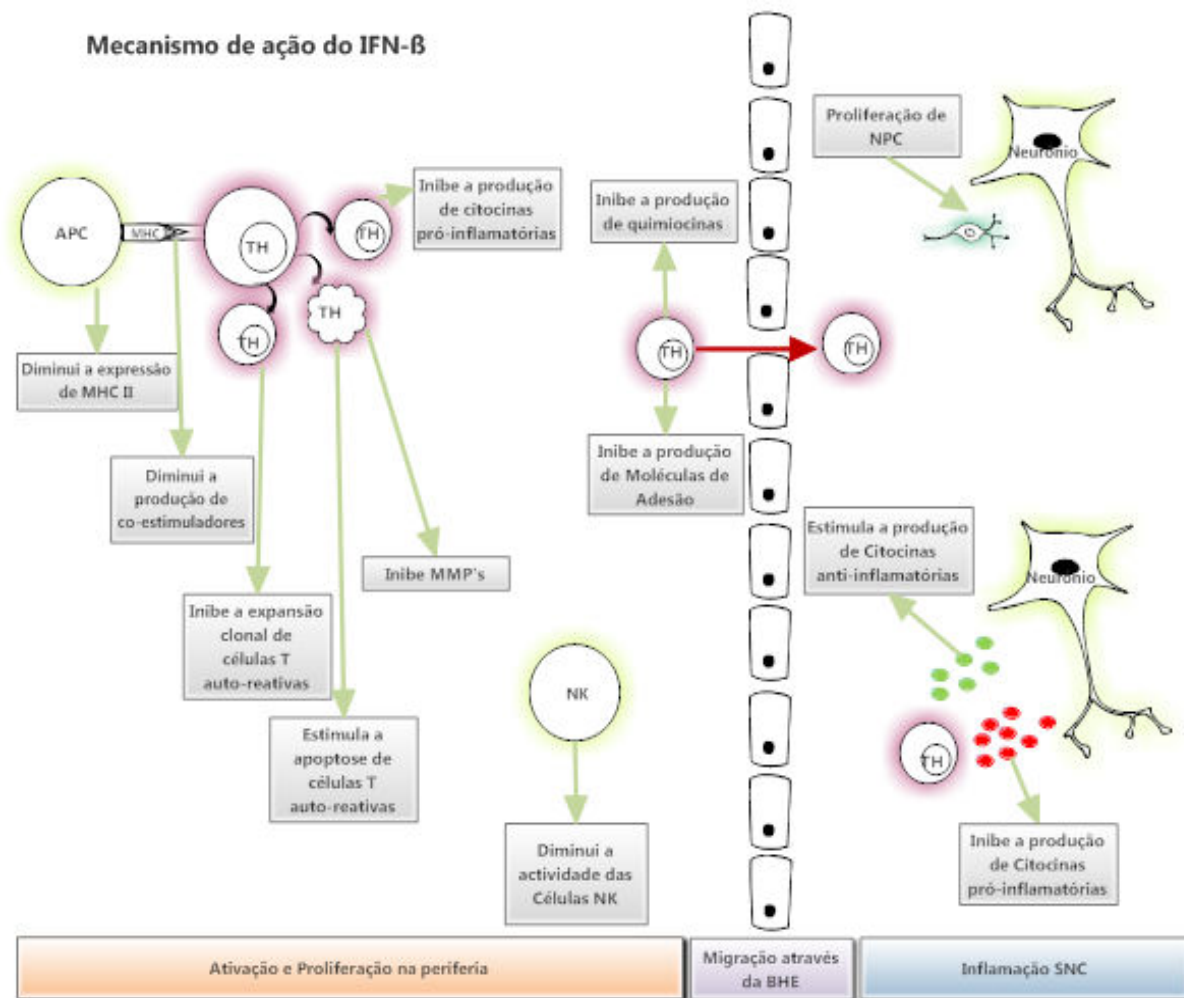 Mecanismo de ação do IFN-ß
APC
MHC
TH
TH
TH
TH
Inibe a produção
de citocinas
pró-inflamatórias
Diminui a expressão
de MHC II
Diminui a
produção de
co-estimuladores
Inibe a expansão
clonal de
células T
auto-reativas
Estimula a
apoptose de
células T
auto-reativas
Inibe MMP's
NK
Diminui a
actividade das
Células NK
Inibe a produção
de quimiocinas
TH
TH
Inibe a produção
de Moléculas de
Adesão
Proliferação de
NPC
Neurónio
Estimula a produção
de Citocinas
anti-inflamatórias
Neurónio
TH
Inibe a produção
de Citocinas
pró-inflamatórias
Ativação e Proliferação na periferia
Migração através
da BHE
Inflamação SNC